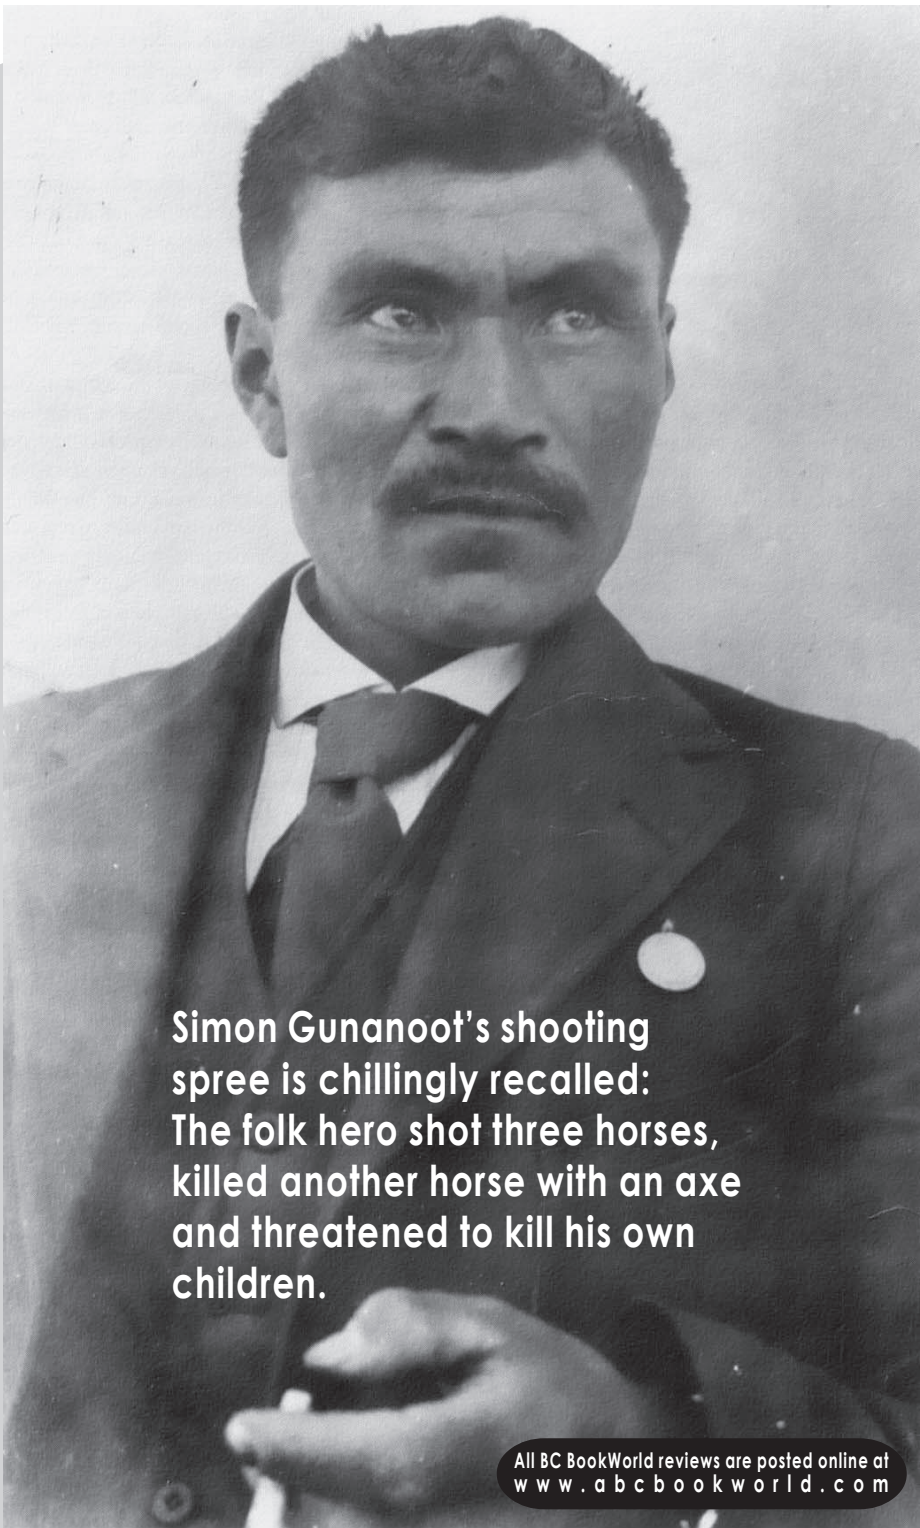 Simon Gunanoot's shooting
spree is chillingly recalled:
The folk hero shot three horses,
killed another horse with an axe
and threatened to kill his own
children.
All BC BookWorld reviews are posted online at
www.abcbookworld.com